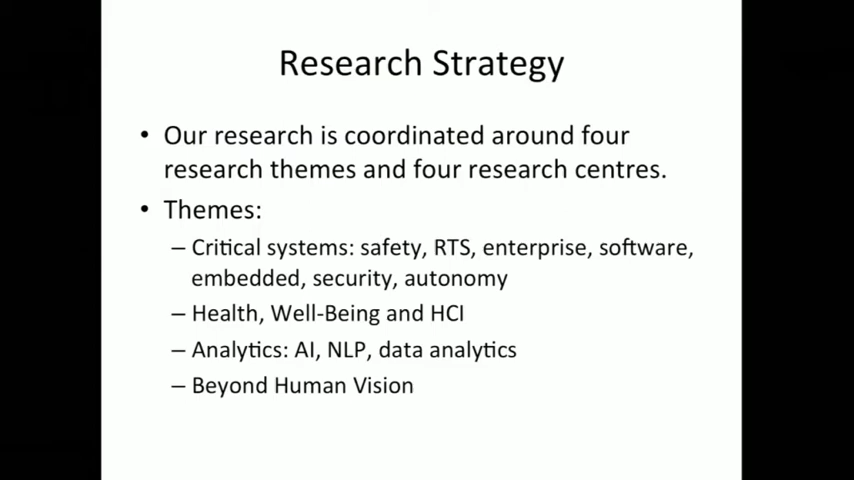 Research Strategy
• Our research is coordinated around four
research themes and four research centres.
• Themes:
– Critical systems: safety, RTS, enterprise, software,
embedded, security, autonomy
– Health, Well-Being and HCI
– Analytics: AI, NLP, data analytics
– Beyond Human Vision